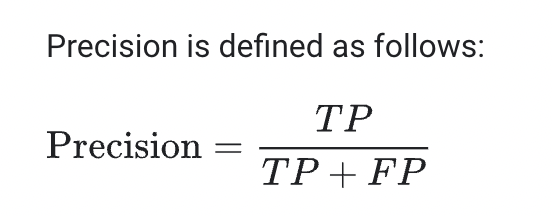 Precision is defined as follows:
Precision = TP / TP + FP